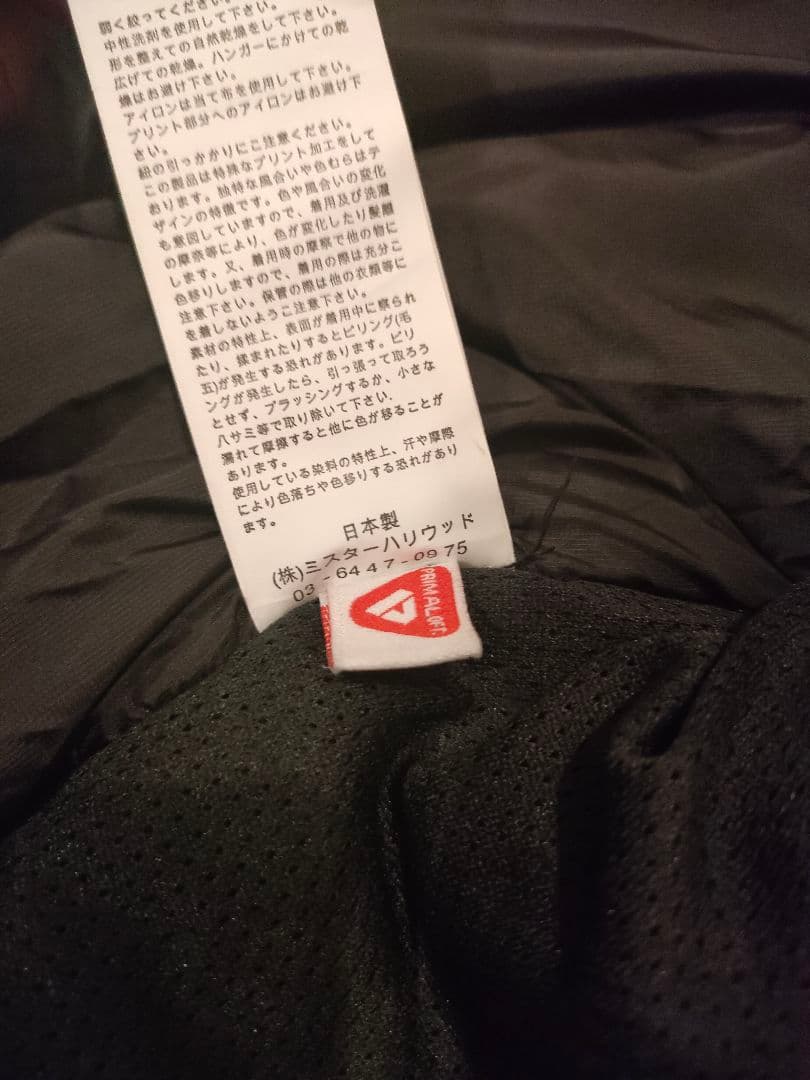 弱く絞ってください。
中性洗剤を使用して下さい。
形を整えての自然乾燥をして下さい。
広げての乾燥。ハンガーにかけての乾
燥はお避け下さい。
アイロンは当て布を使用して下さい。
プリント部分へのアイロンはお避け下
さい。
紐の引っかかりにご注意ください。
この製品は特殊なプリント加工をして
おります。独特な風合いや色むらはデ
ザインの特徴です。色や風合いの変化
も意図していますので、着用及び洗濯
の摩擦等により、色が変化したり剝離
します。又、着用時の摩擦で他の物に
色移りしますので、着用の際は充分ご
注意下さい。保管の際は他の衣類等に
を着しないようご注意下さい。
素材の特性上、表面が着用中に擦られ
たり、揉まれたりするとピリング(毛
玉)が発生する恐れがあります。ピリ
ングが発生したら、引っ張って取ろう
とせず、ブラッシングするか、小さな
ハサミ等で取り除いて下さい。
濡れて摩擦すると他に色が移ることが
あります。
使用している染料の特性上、汗や摩擦
により色落ちや色移りする恐れがあり
ます。
日本製
(株)ミスターハリウッド
03-6447-0975
PRIMALOFT